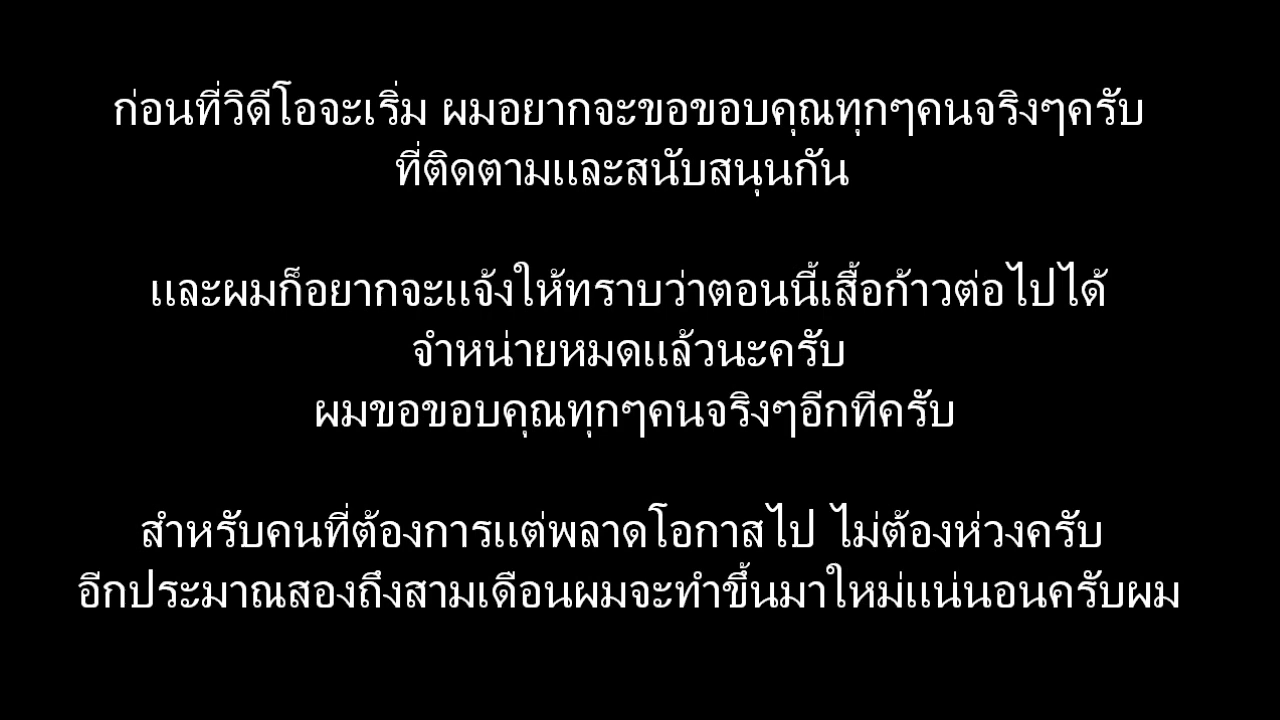 ก่อนที่วิดีโอจะเริ่ม ผมอยากจะขอขอบคุณทุกๆคนจริงๆครับ
ที่ติดตามและสนับสนุนกัน
และผมก็อยากจะแจ้งให้ทราบว่าตอนนี้เสื้อก้าวต่อไปได้
จำหน่ายหมดแล้วนะครับ
ผมขอขอบคุณทุกๆคนจริงๆอีกทีครับ
สำหรับคนที่ต้องการแต่พลาดโอกาสไป ไม่ต้องห่วงครับ
อีกประมาณสองถึงสามเดือนผมจะทำขึ้นมาใหม่แน่นอนครับผม